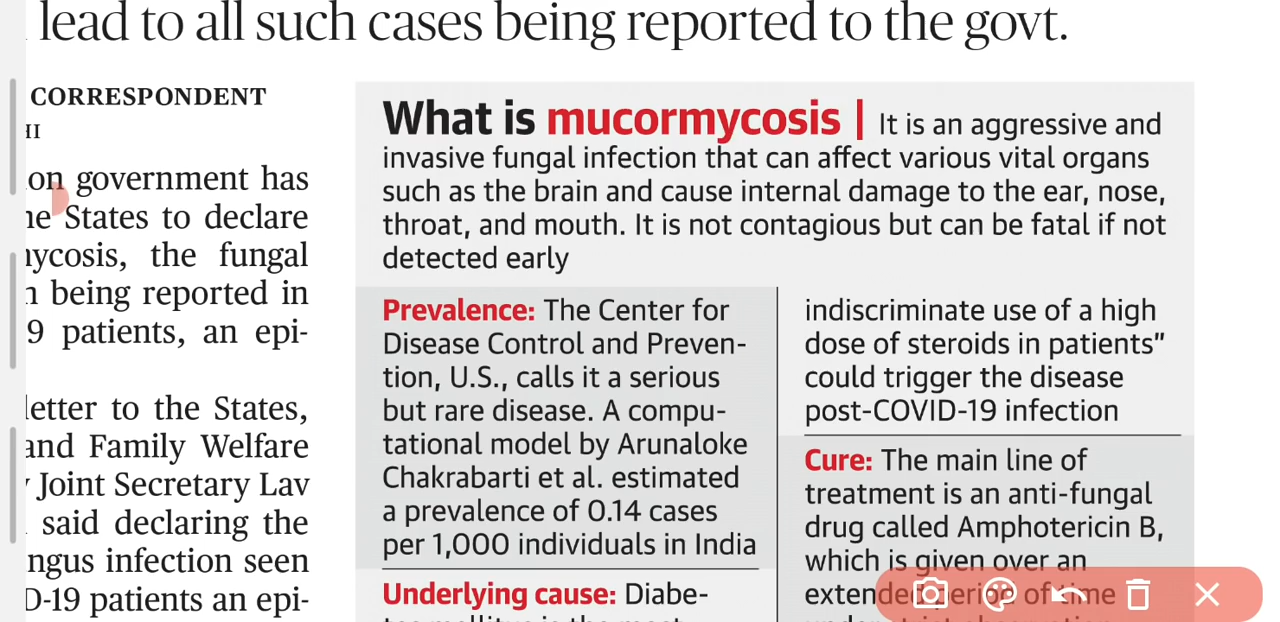 lead to all such cases being reported to the govt.
CORRESPONDENT
government has
States to declare
the fungal
being reported in
9 patients, an epi-
to the States,
and Family Welfare
Joint Secretary Lav
said declaring the
infection seen
patients an epi-
What is mucormycosis | It is an aggressive and
invasive fungal infection that can affect various vital organs
such as the brain and cause internal damage to the ear, nose,
throat, and mouth. It is not contagious but can be fatal if not
detected early
Prevalence: The Center for
Disease Control and Preven-
tion, U.S., calls it a serious
but rare disease. A compu-
tational model by Arunaloke
Chakrabarti et al. estimated
a prevalence of 0.14 cases
per 1,000 individuals in India
Underlying cause: Diabe-
indiscriminate use of a high
dose of steroids in patients”
could trigger the disease
post-COVID-19 infection
Cure: The main line of
treatment is an anti-fungal
drug called Amphotericin B,
which is given over an
extended period of time